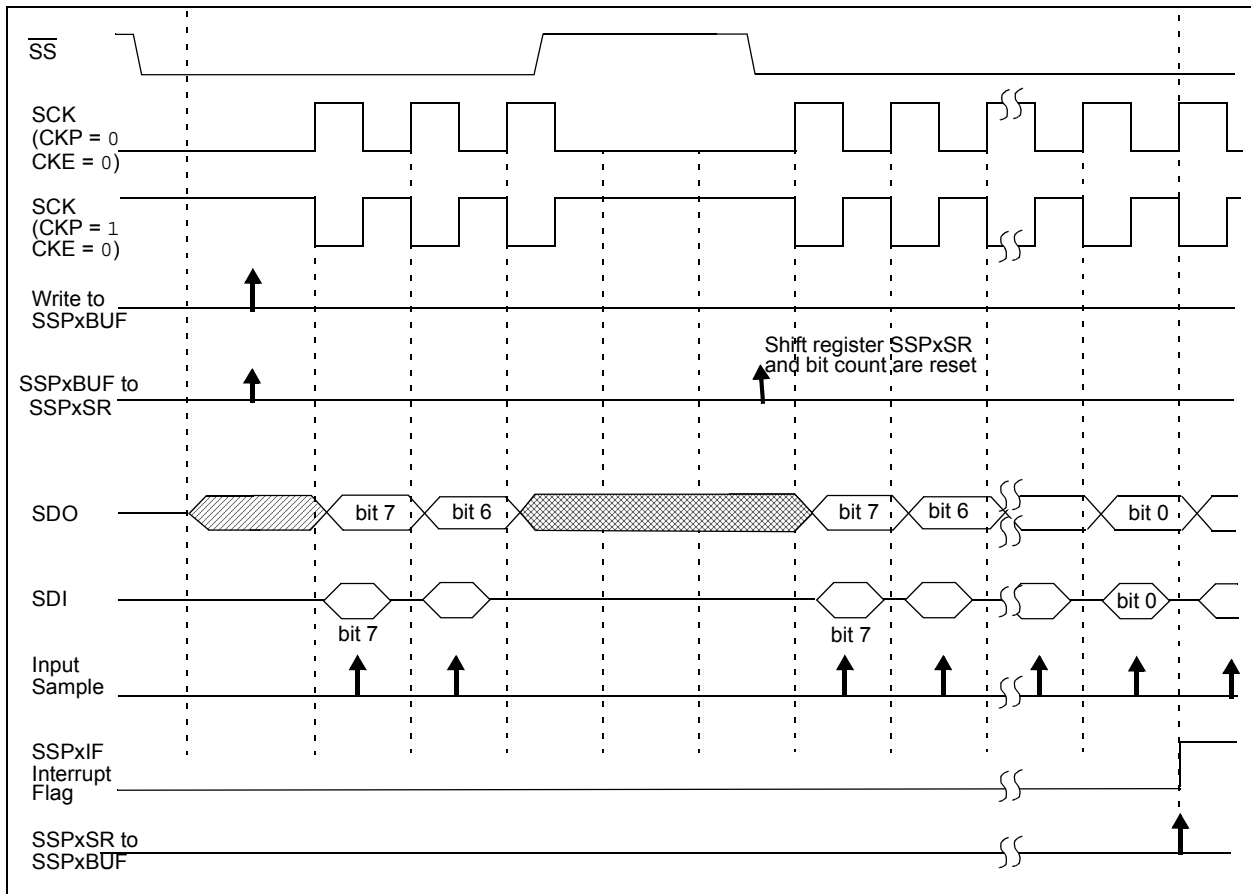 SS
SCK
(CKP = 0
CKE = 0)
SCK
(CKP = 1
CKE = 0)
Write to
SSPxBUF
Shift register SSPxSR
and bit count are reset
SSPxBUF to
SSPxSR
SDO
bit 7
bit 6
bit 7
bit 6
bit 0
SDI
bit 0
bit 7
bit 7
Input
Sample
SSPxIF
Interrupt
Flag
SSPxSR to
SSPxBUF